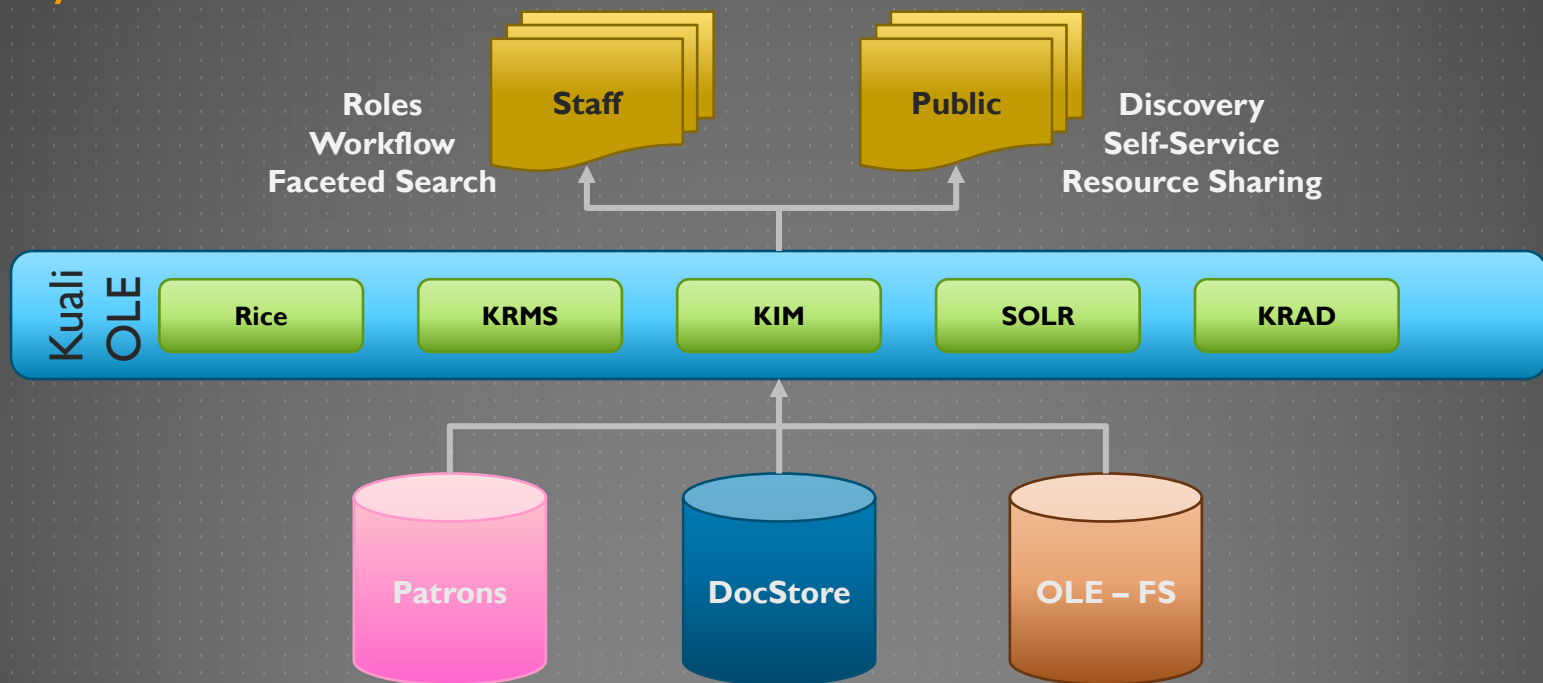 Staff
Public
Roles
Workflow
Faceted Search
Discovery
Self-Service
Resource Sharing
Kuali
OLE
Rice
KRMS
KIM
SOLR
KRAD
Patrons
DocStore
OLE – FS